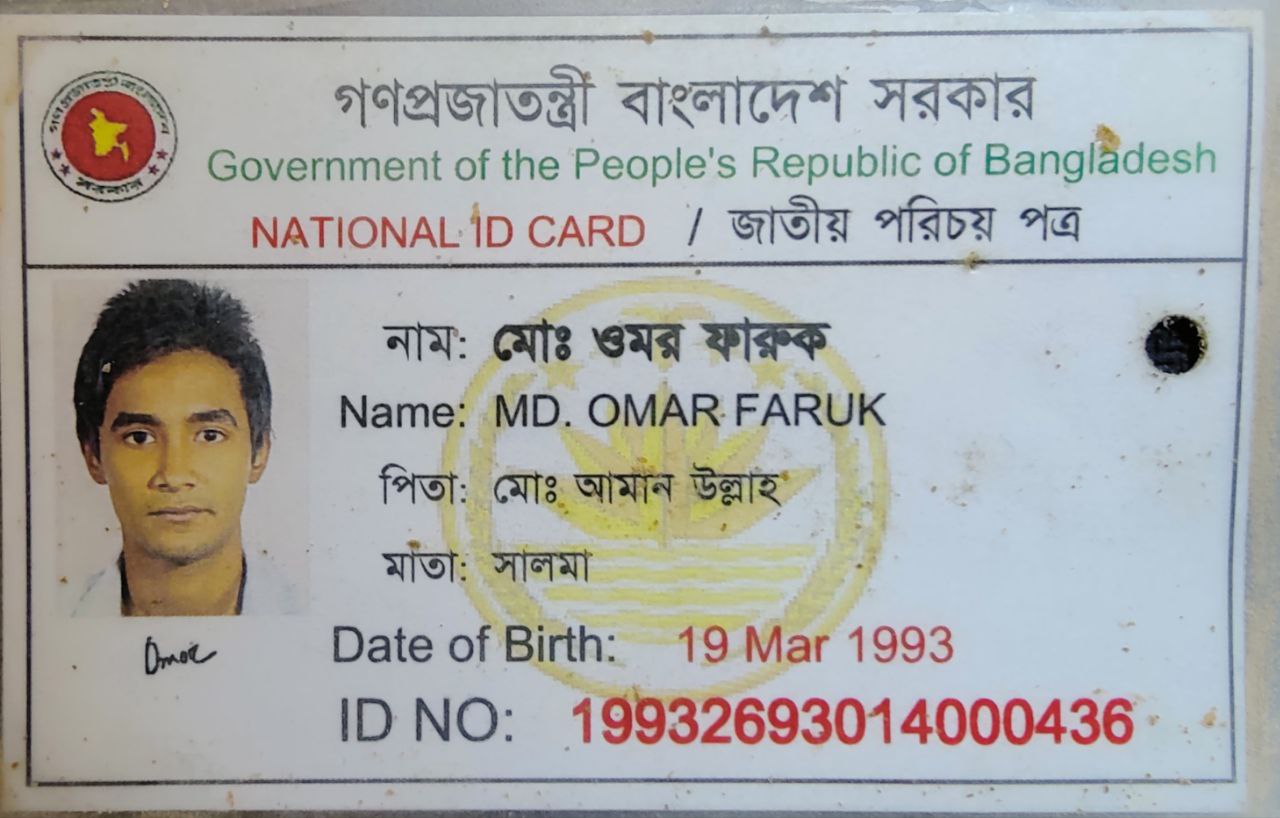 গণপ্রজাতন্ত্রী বাংলাদেশ সরকার
Government of the People's Republic of Bangladesh
NATIONAL ID CARD / জাতীয় পরিচয় পত্র
নাম: মোঃ ওমর ফারুক
Name: MD. OMAR FARUK
পিতা: মোঃ আমান উল্লাহ
মাতা: সালমা
Date of Birth: 19 Mar 1993
ID NO: 19932693014000436
Omar